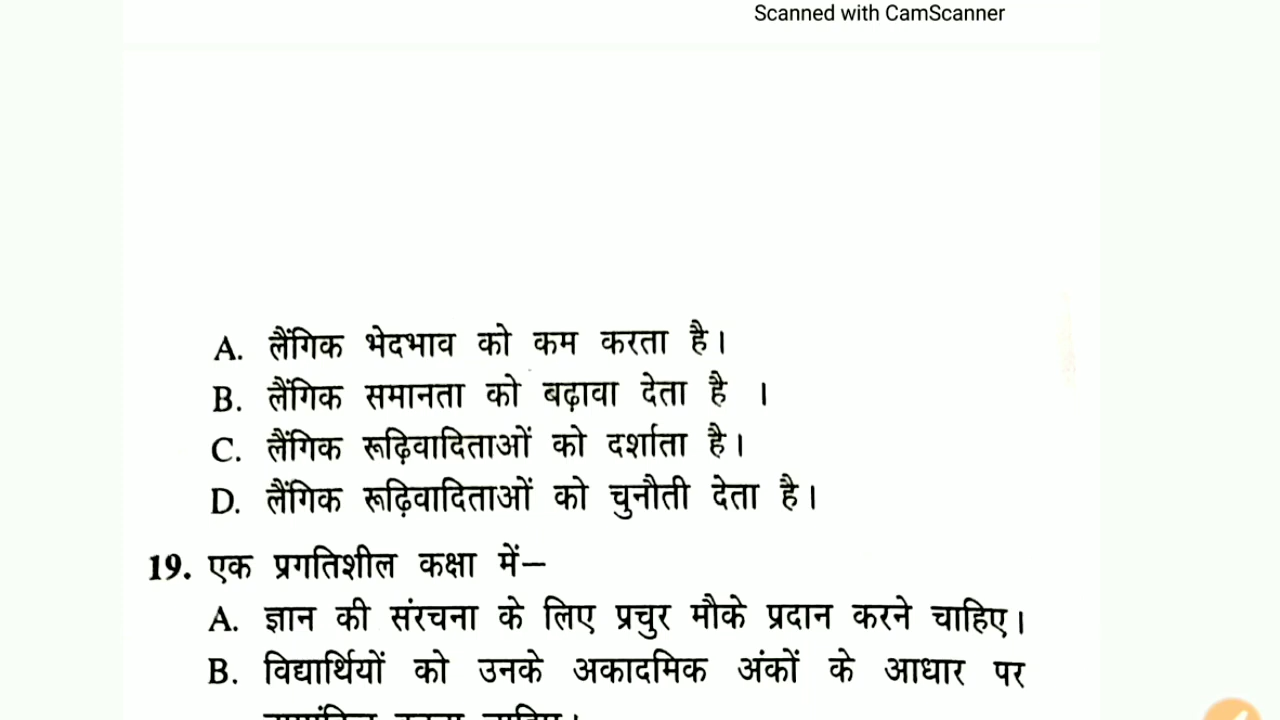 Scanned with CamScanner
A. लैंगिक भेदभाव को कम करता है।
B. लैंगिक समानता को बढ़ावा देता है ।
C. लैंगिक रूढ़िवादिताओं को दर्शाता है।
D. लैंगिक रूढ़िवादिताओं को चुनौती देता है।
19. एक प्रगतिशील कक्षा में–
A. ज्ञान की संरचना के लिए प्रचुर मौके प्रदान करने चाहिए।
B. विद्यार्थियों को उनके अकादमिक अंकों के आधार पर